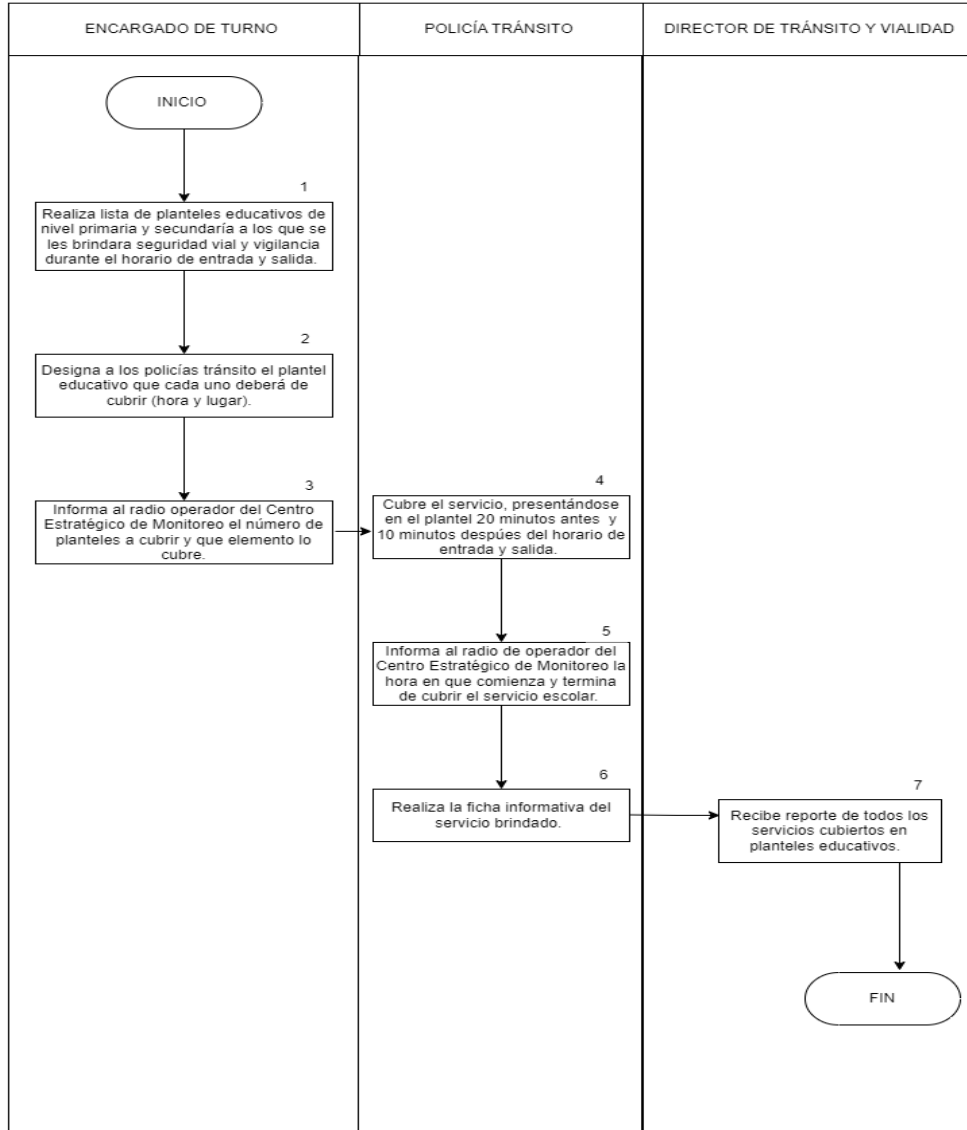 ENCARGADO DE TURNO
POLICÍA TRÁNSITO
DIRECTOR DE TRÁNSITO Y VIALIDAD
INICIO
1
Realiza lista de planteles educativos de
nivel primaria y secundaría a los que se
les brindara seguridad vial y vigilancia
durante el horario de entrada y salida.
2
Designa a los policías tránsito el plantel
educativo que cada uno deberá de
cubrir (hora y lugar).
3
Informa al radio operador del Centro
Estratégico de Monitoreo el número de
planteles a cubrir y que elemento lo
cubre.
4
Cubre el servicio, presentándose
en el plantel 20 minutos antes y
10 minutos despúes del horario de
entrada y salida.
5
Informa al radio de operador del
Centro Estratégico de Monitoreo la
hora en que comienza y termina
de cubrir el servicio escolar.
6
Realiza la ficha informativa del
servicio brindado.
7
Recibe reporte de todos los
servicios cubiertos en
planteles educativos.
FIN